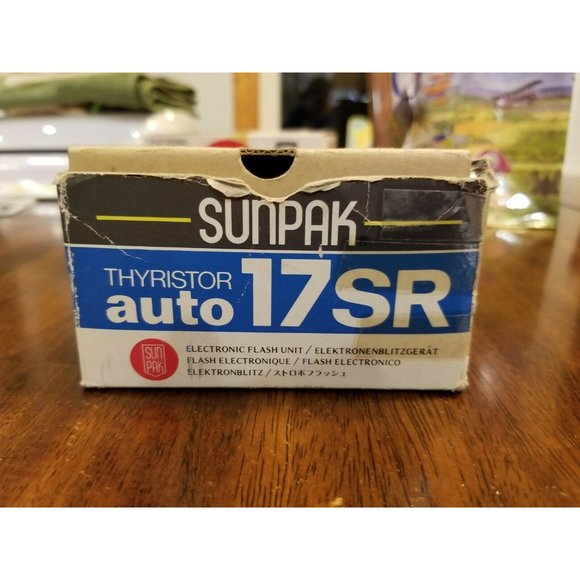 SUNPAK
THYRISTOR
auto 17SR
SUN
PAK
ELECTRONIC FLASH UNIT / ELEKTRONENBLITZGERÄT
FLASH ELECTRONIQUE / FLASH ELECTRONICO
ELEKTRONBLITZ / ストロボフラッシュ